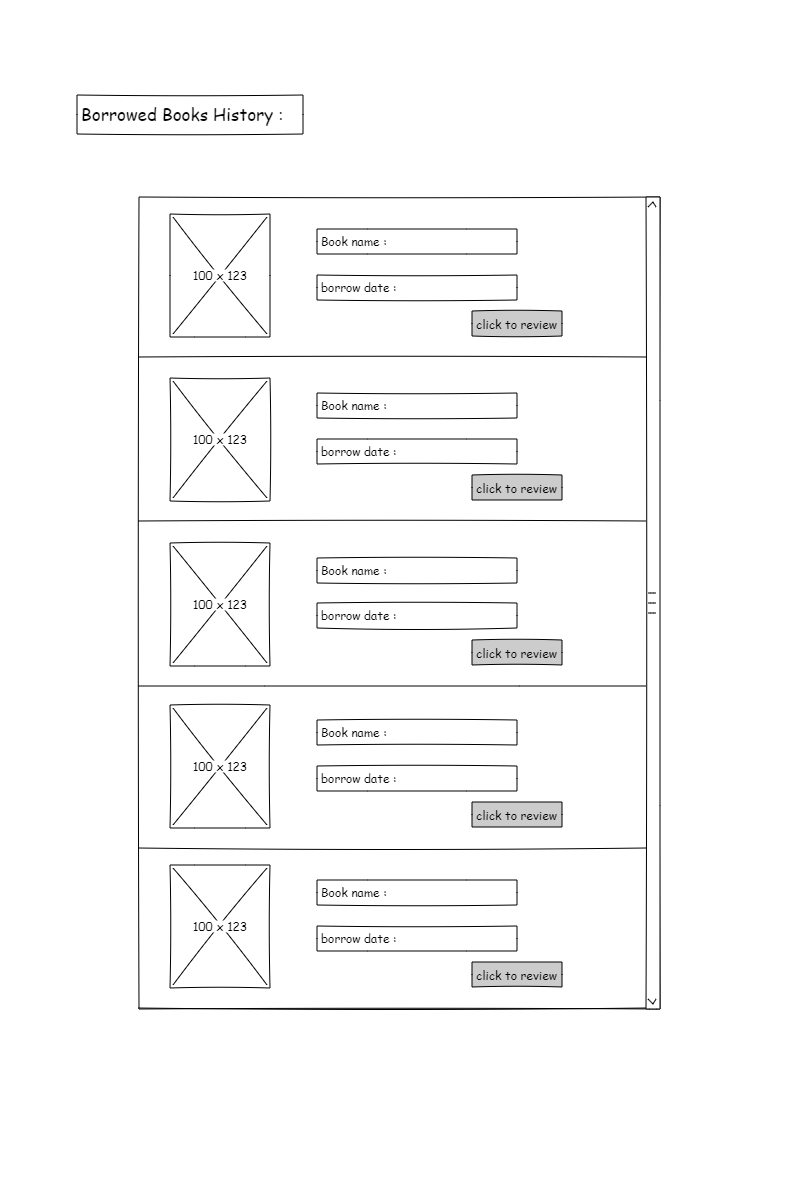 Borrowed Books History :
100 x 123
Book name :
borrow date :
click to review
100 x 123
Book name :
borrow date :
click to review
100 x 123
Book name :
borrow date :
click to review
100 x 123
Book name :
borrow date :
click to review
100 x 123
Book name :
borrow date :
click to review